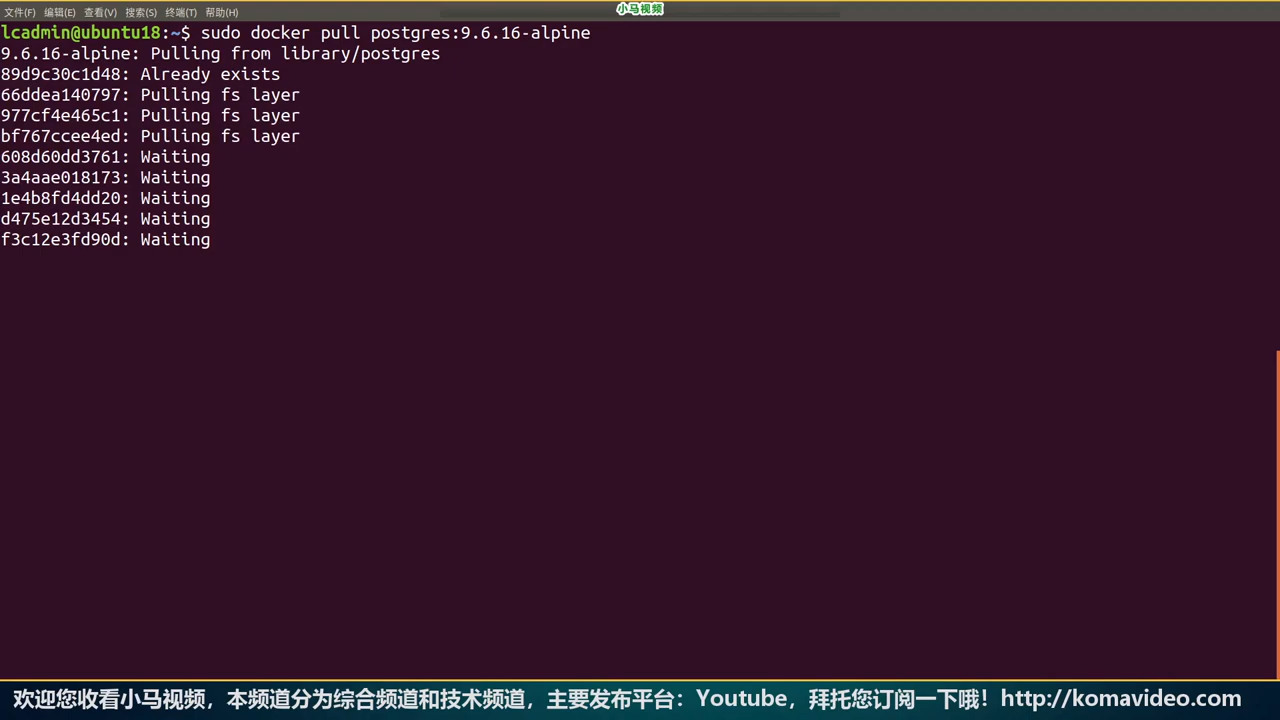 小马视频
文件(F) 编辑(E) 查看(V) 搜索(S) 终端(T) 帮助(H)
lcadmin@ubuntu18:~$ sudo docker pull postgres:9.6.16-alpine
9.6.16-alpine: Pulling from library/postgres
89d9c30c1d48: Already exists
66ddea140797: Pulling fs layer
977cf4e465c1: Pulling fs layer
bf767ccee4ed: Pulling fs layer
608d60dd3761: Waiting
3a4aae018173: Waiting
1e4b8fd4dd20: Waiting
d475e12d3454: Waiting
f3c12e3fd90d: Waiting
欢迎您收看小马视频，本频道分为综合频道和技术频道，主要发布平台：Youtube，拜托您订阅一下哦！http://komavideo.com